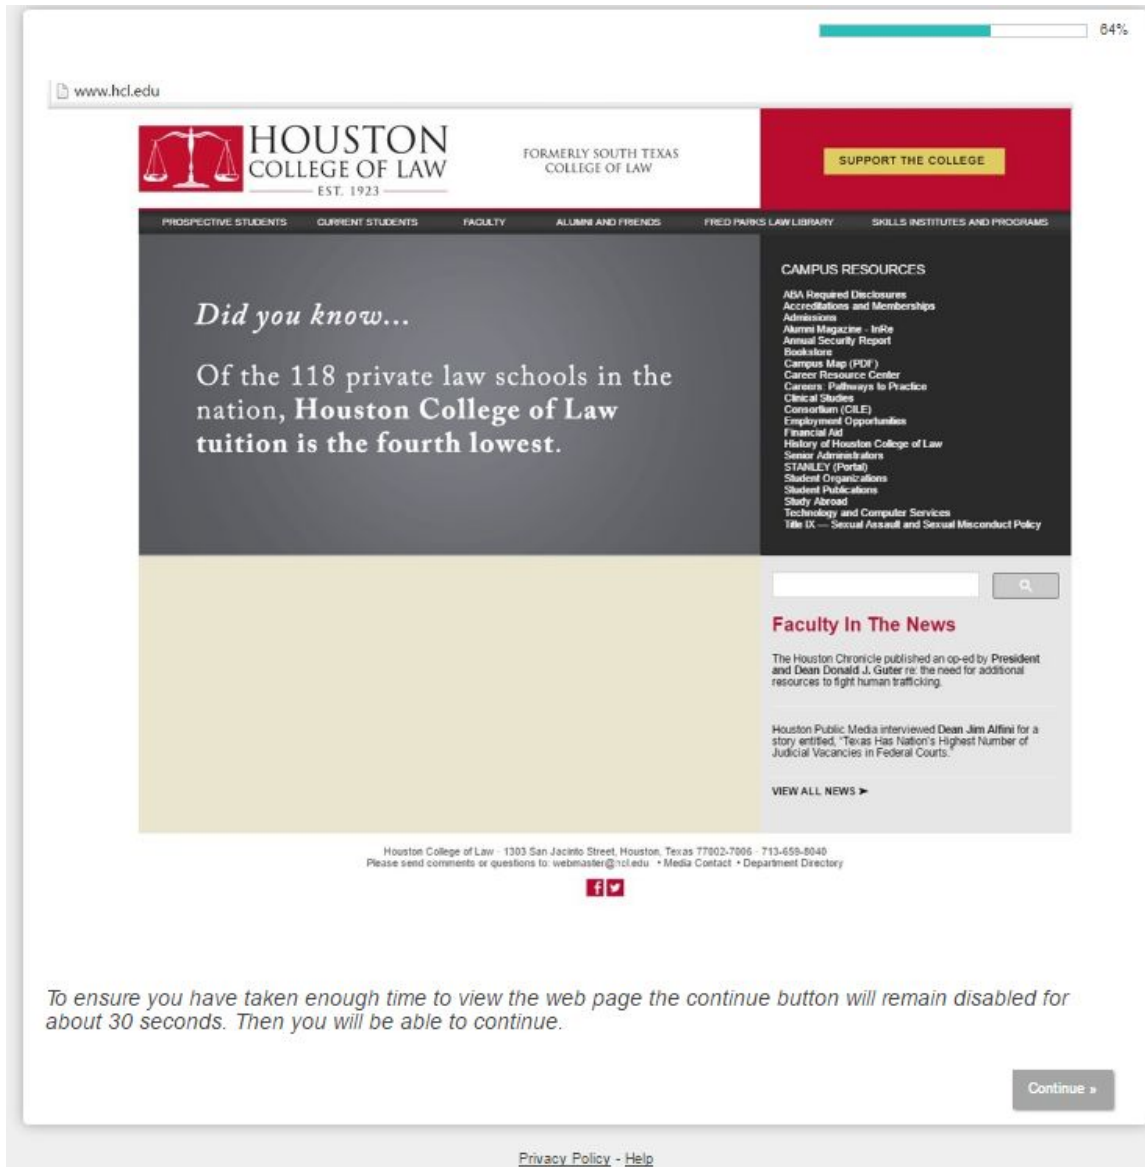 64%
www.hcl.edu
HOUSTON
COLLEGE OF LAW
EST. 1923
FORMERLY SOUTH TEXAS
COLLEGE OF LAW
SUPPORT THE COLLEGE
PROSPECTIVE STUDENTS CURRENT STUDENTS FACULTY ALUMNI AND FRIENDS FRED PARKS LAW LIBRARY SKILLS INSTITUTES AND PROGRAMS
Did you know...
Of the 118 private law schools in the
nation, Houston College of Law
tuition is the fourth lowest.
CAMPUS RESOURCES
ABA Required Disclosures
Accreditations and Memberships
Admissions
Alumni Magazine - InRe
Annual Security Report
Bookstore
Campus Map (PDF)
Career Resource Center
Careers: Pathways to Practice
Clinical Studies
Consortium (CILE)
Employment Opportunities
Financial Aid
History of Houston College of Law
Senior Administrators
STANLEY (Portal)
Student Organizations
Student Publications
Study Abroad
Technology and Computer Services
Title IX — Sexual Assault and Sexual Misconduct Policy
Faculty In The News
The Houston Chronicle published an op-ed by President
and Dean Donald J. Guter re: the need for additional
resources to fight human trafficking.
Houston Public Media interviewed Dean Jim Alfini for a
story entitled, "Texas Has Nation's Highest Number of
Judicial Vacancies in Federal Courts."
VIEW ALL NEWS ➤
Houston College of Law · 1303 San Jacinto Street, Houston, Texas 77002-7006 · 713-659-8040
Please send comments or questions to: webmaster@hcl.edu • Media Contact • Department Directory
To ensure you have taken enough time to view the web page the continue button will remain disabled for
about 30 seconds. Then you will be able to continue.
Continue »
Privacy Policy - Help